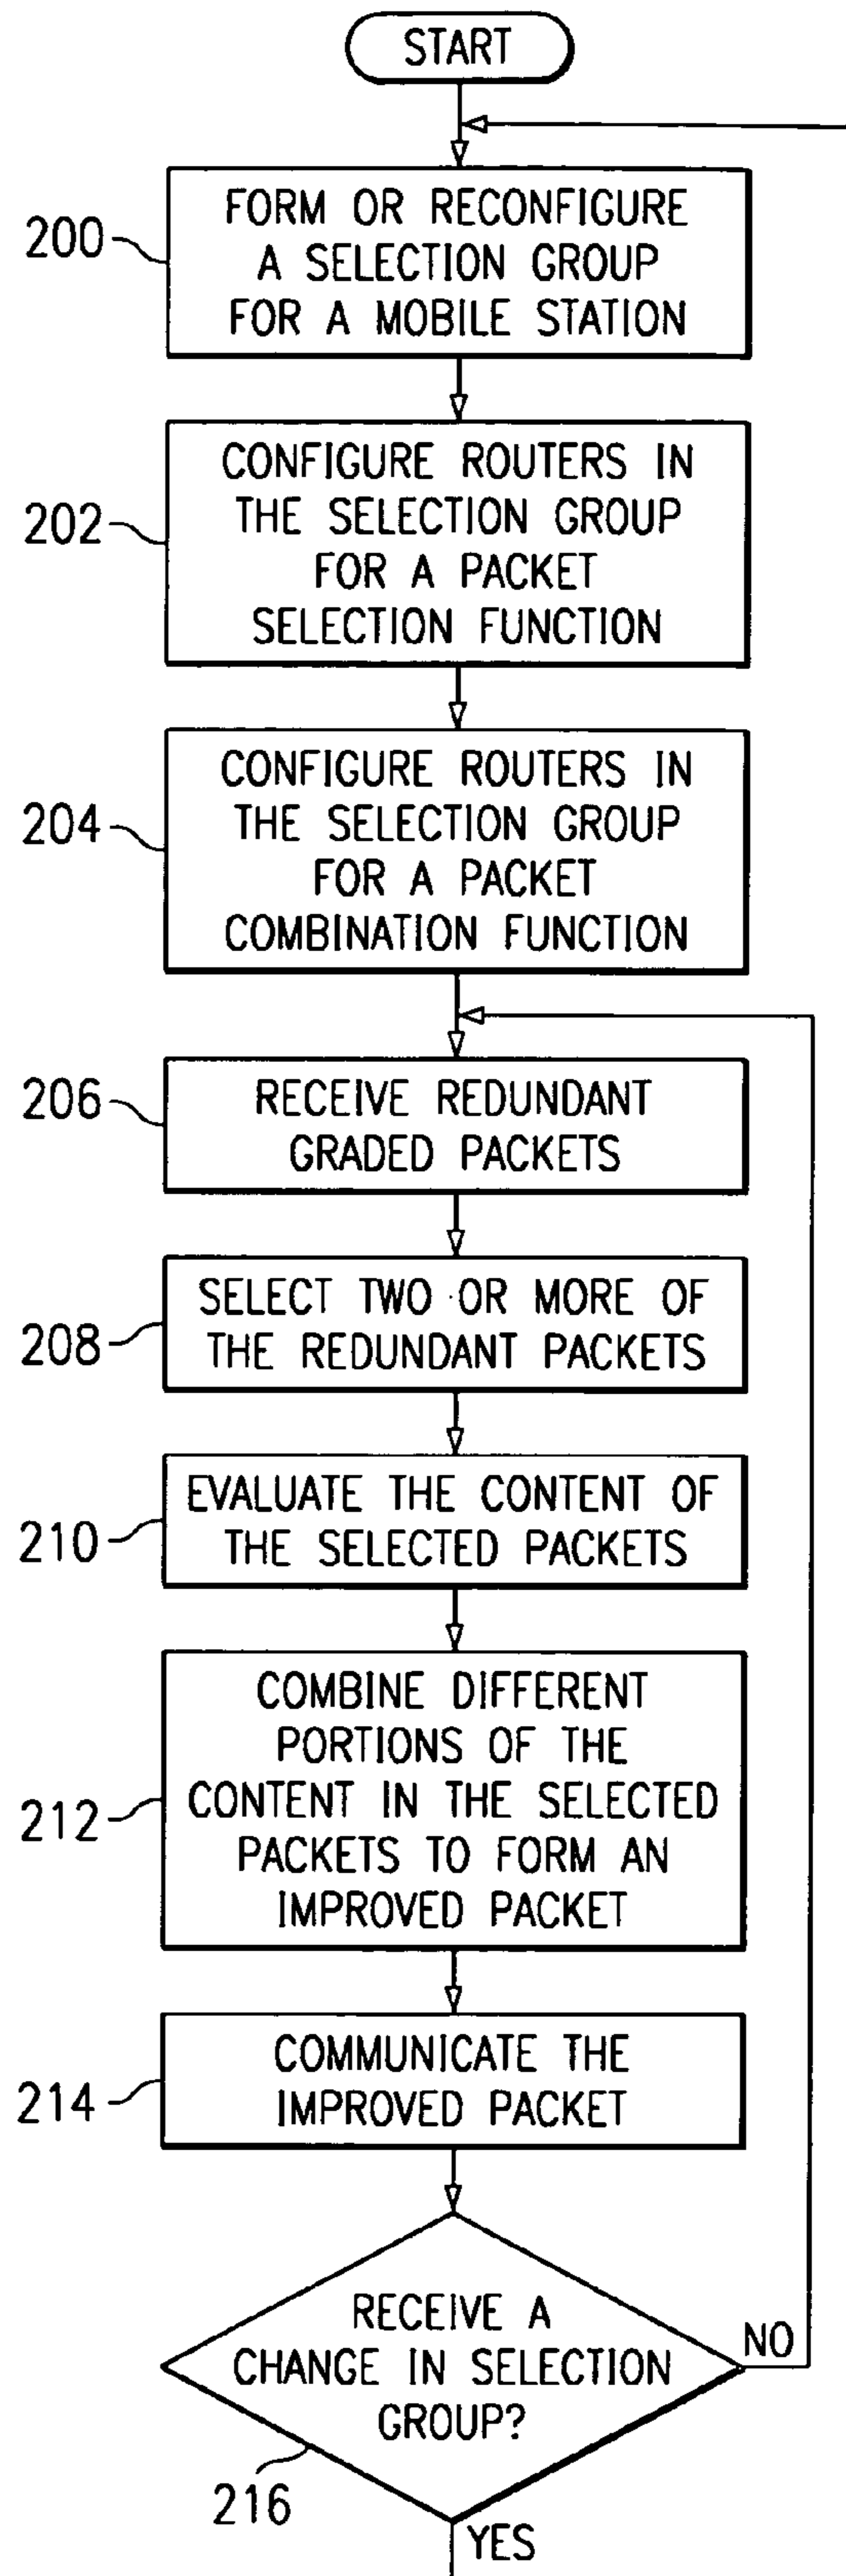 START
200
FORM OR RECONFIGURE
A SELECTION GROUP
FOR A MOBILE STATION
202
CONFIGURE ROUTERS IN
THE SELECTION GROUP
FOR A PACKET
SELECTION FUNCTION
204
CONFIGURE ROUTERS IN
THE SELECTION GROUP
FOR A PACKET
COMBINATION FUNCTION
206
RECEIVE REDUNDANT
GRADED PACKETS
208
SELECT TWO OR MORE OF
THE REDUNDANT PACKETS
210
EVALUATE THE CONTENT OF
THE SELECTED PACKETS
212
COMBINE DIFFERENT
PORTIONS OF THE
CONTENT IN THE SELECTED
PACKETS TO FORM AN
IMPROVED PACKET
214
COMMUNICATE THE
IMPROVED PACKET
RECEIVE A
CHANGE IN SELECTION
GROUP?
NO
216
YES